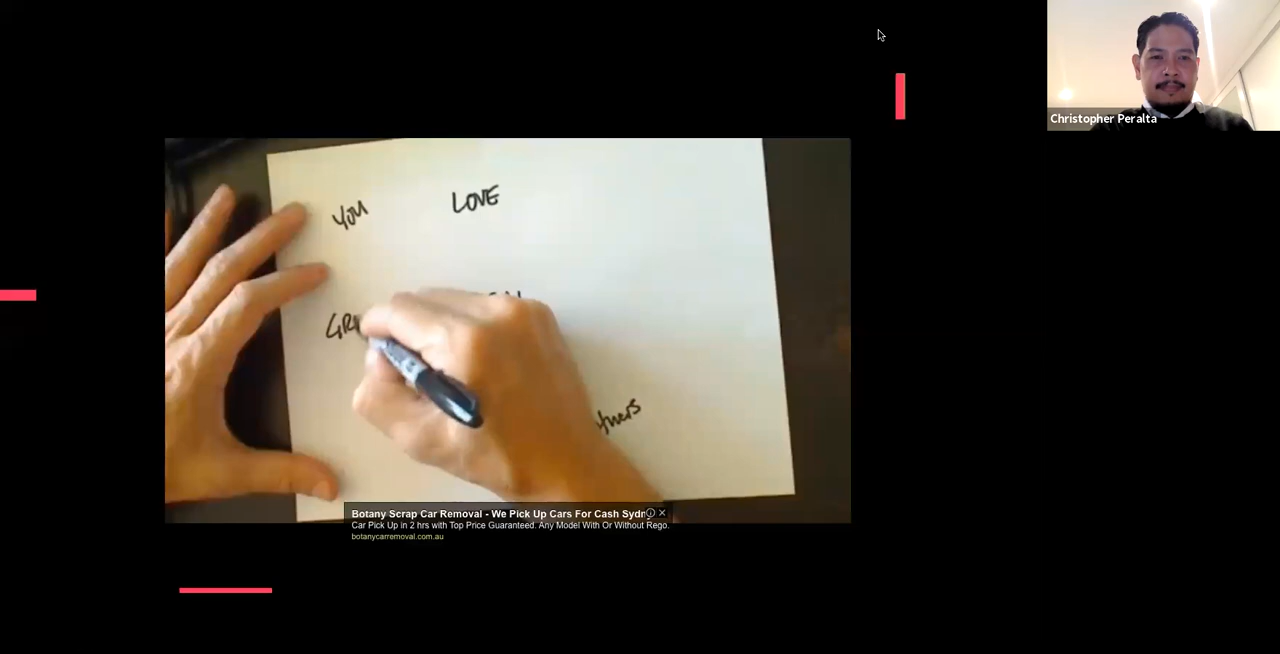 Christopher Peralta
YOU
LOVE
GR
Botany Scrap Car Removal - We Pick Up Cars For Cash Sydn
Car Pick Up in 2 hrs with Top Price Guaranteed. Any Model With Or Without Rego.
botanycarremoval.com.au